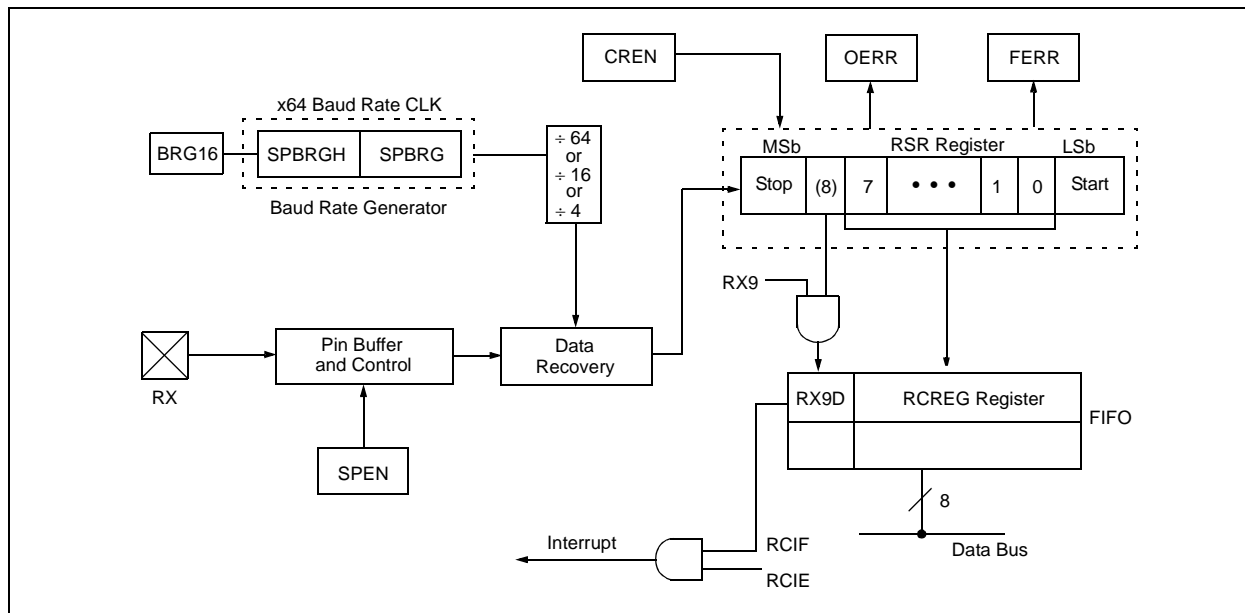 CREN
OERR
FERR
x64 Baud Rate CLK
BRG16
SPBRGH
SPBRG
÷ 64
or
÷ 16
or
÷ 4
Baud Rate Generator
MSb
RSR Register
LSb
Stop
(8)
7
• • •
1
0
Start
RX9
Pin Buffer
and Control
Data
Recovery
RX
SPEN
RX9D
RCREG Register
FIFO
8
Data Bus
Interrupt
RCIF
RCIE